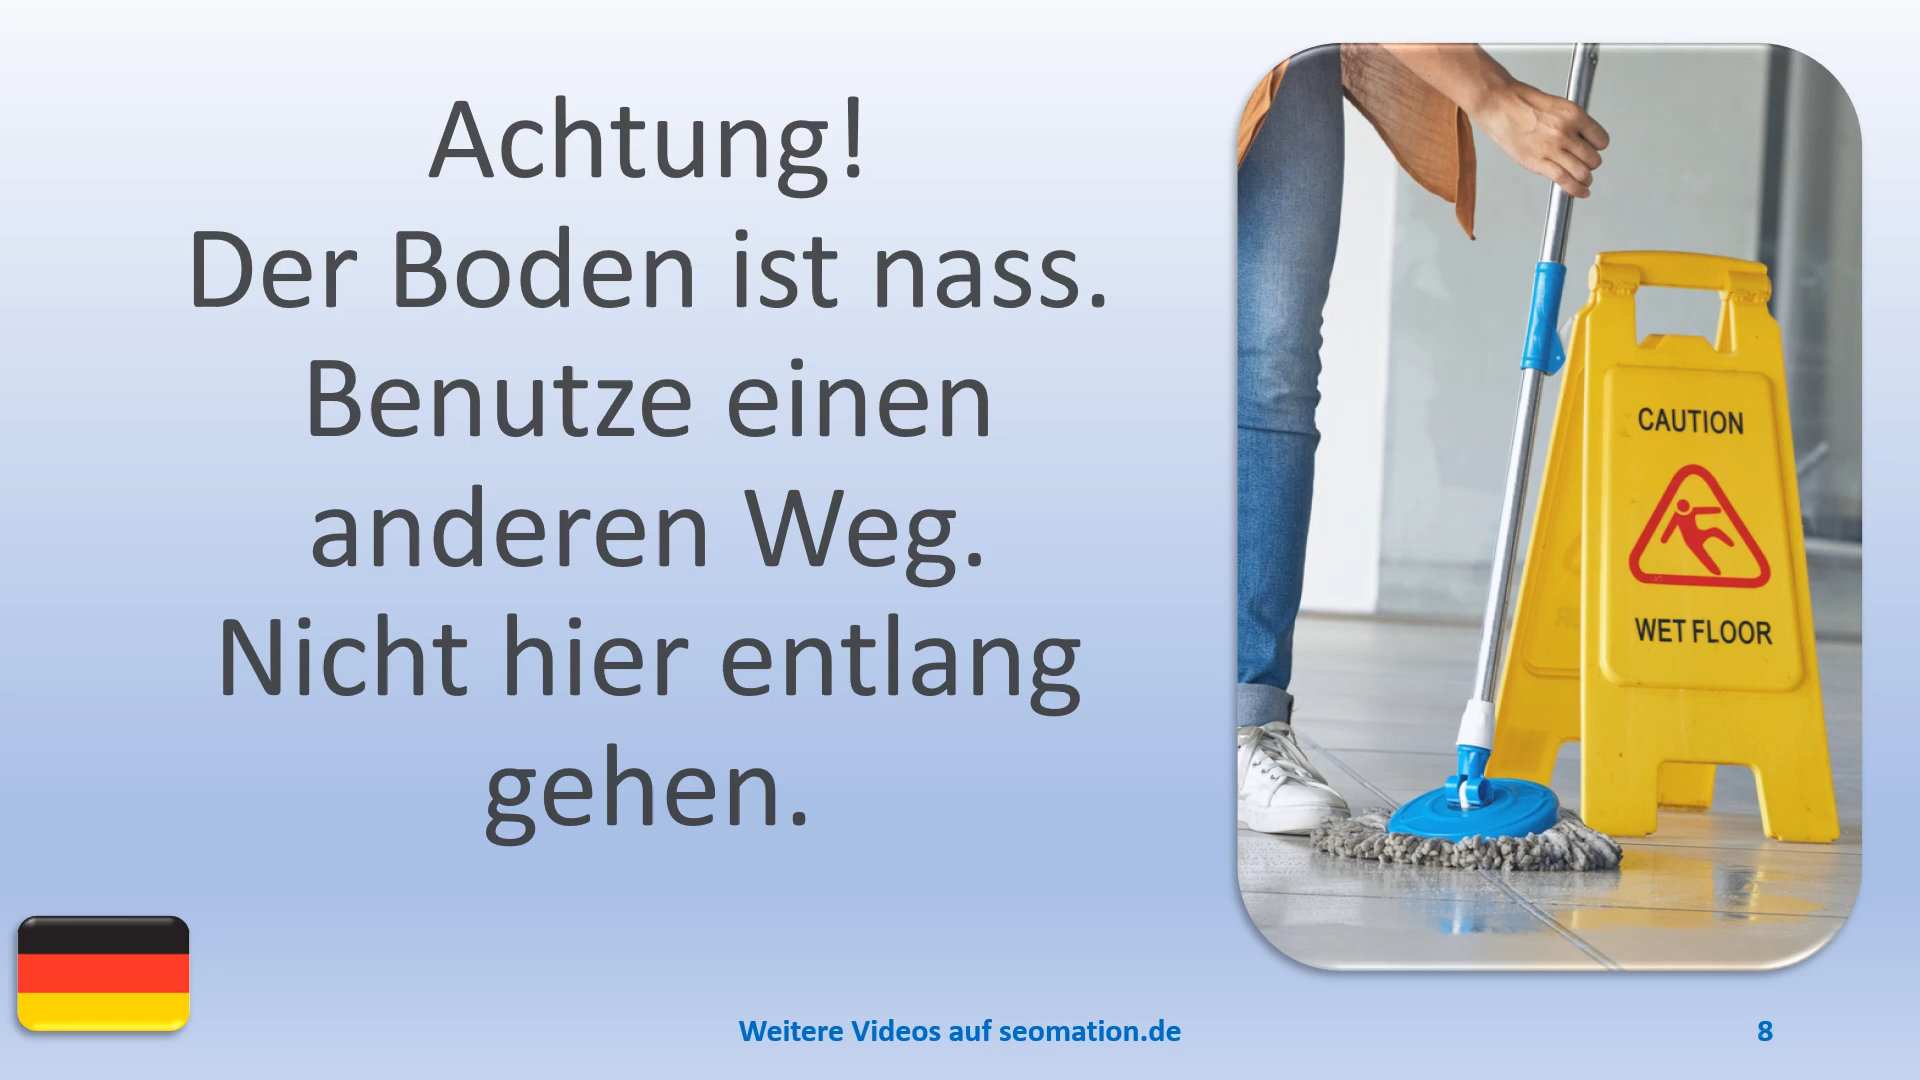 Achtung!
Der Boden ist nass.
Benutze einen
anderen Weg.
Nicht hier entlang
gehen.
CAUTION
WET FLOOR
Weitere Videos auf seomation.de
8